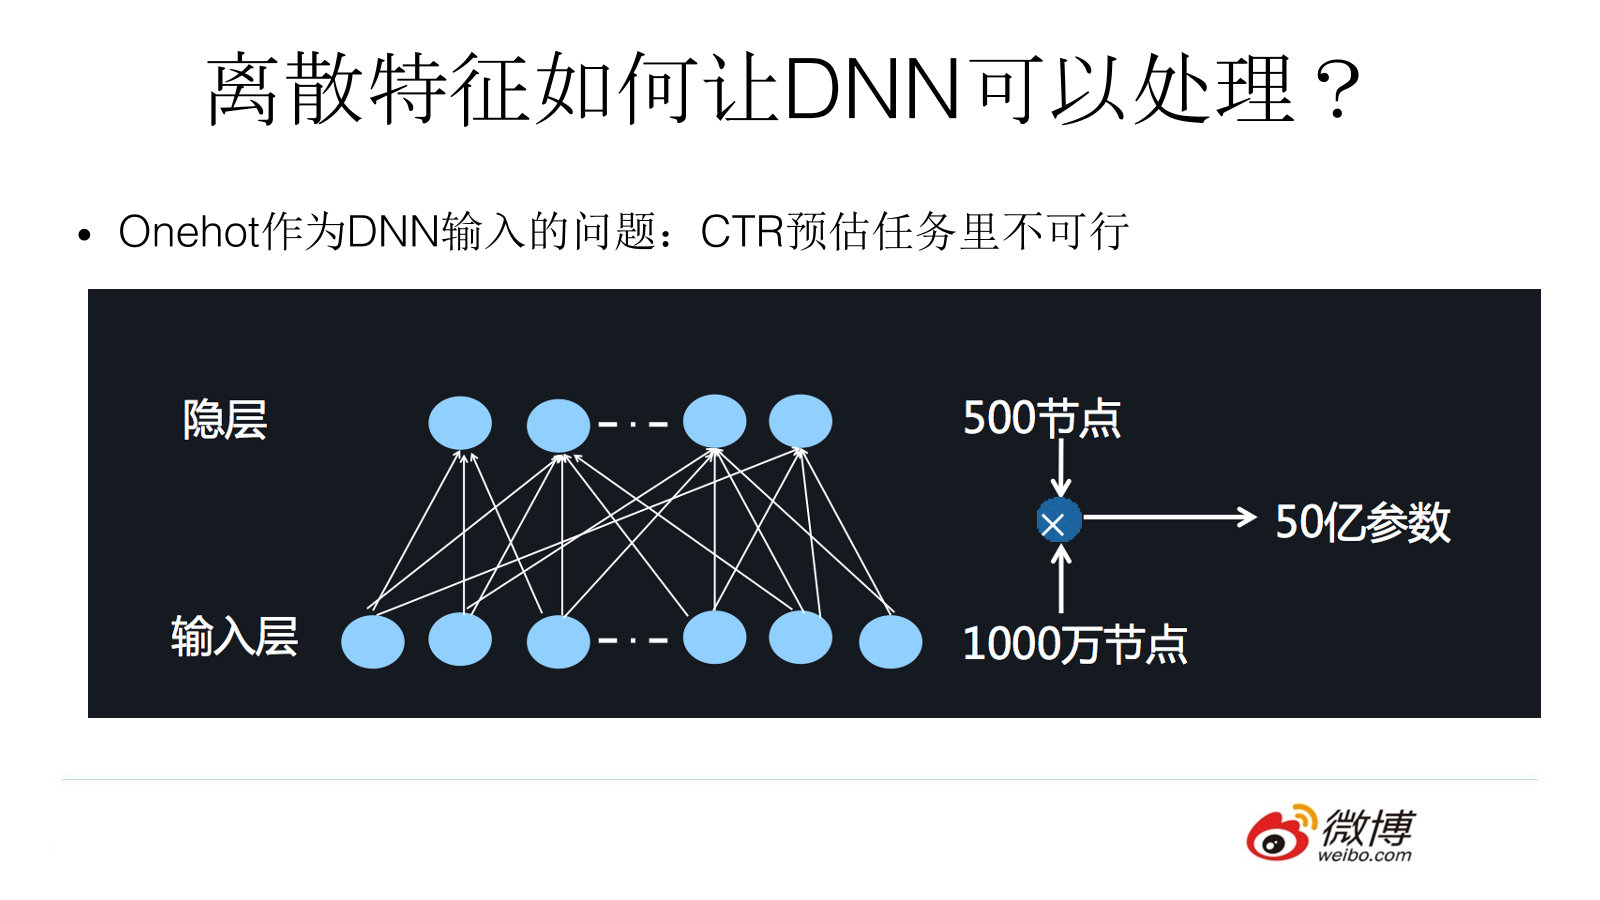 离散特征如何让DNN可以处理？
• Onehot作为DNN输入的问题：CTR预估任务里不可行
隐层
500节点
×
50亿参数
输入层
1000万节点
微博
weibo.com